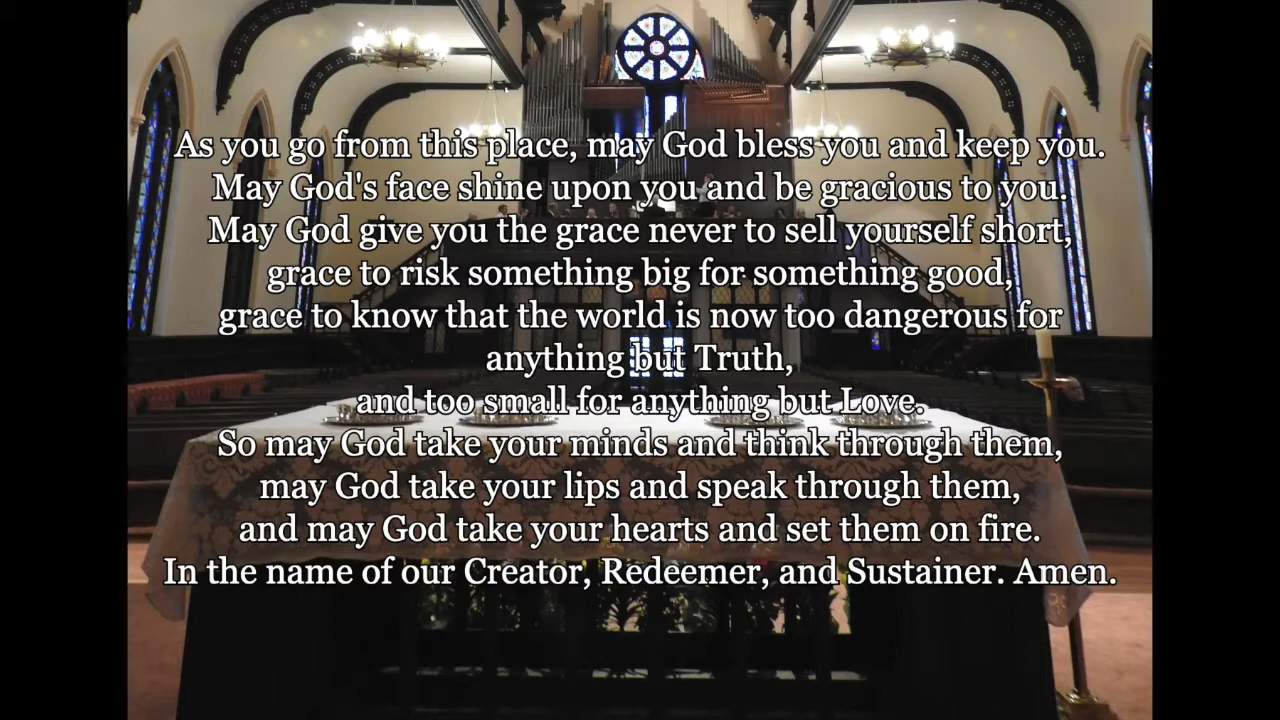 As you go from this place, may God bless you and keep you.
May God's face shine upon you and be gracious to you.
May God give you the grace never to sell yourself short,
grace to risk something big for something good,
grace to know that the world is now too dangerous for
anything but Truth,
and too small for anything but Love.
So may God take your minds and think through them,
may God take your lips and speak through them,
and may God take your hearts and set them on fire.
In the name of our Creator, Redeemer, and Sustainer. Amen.